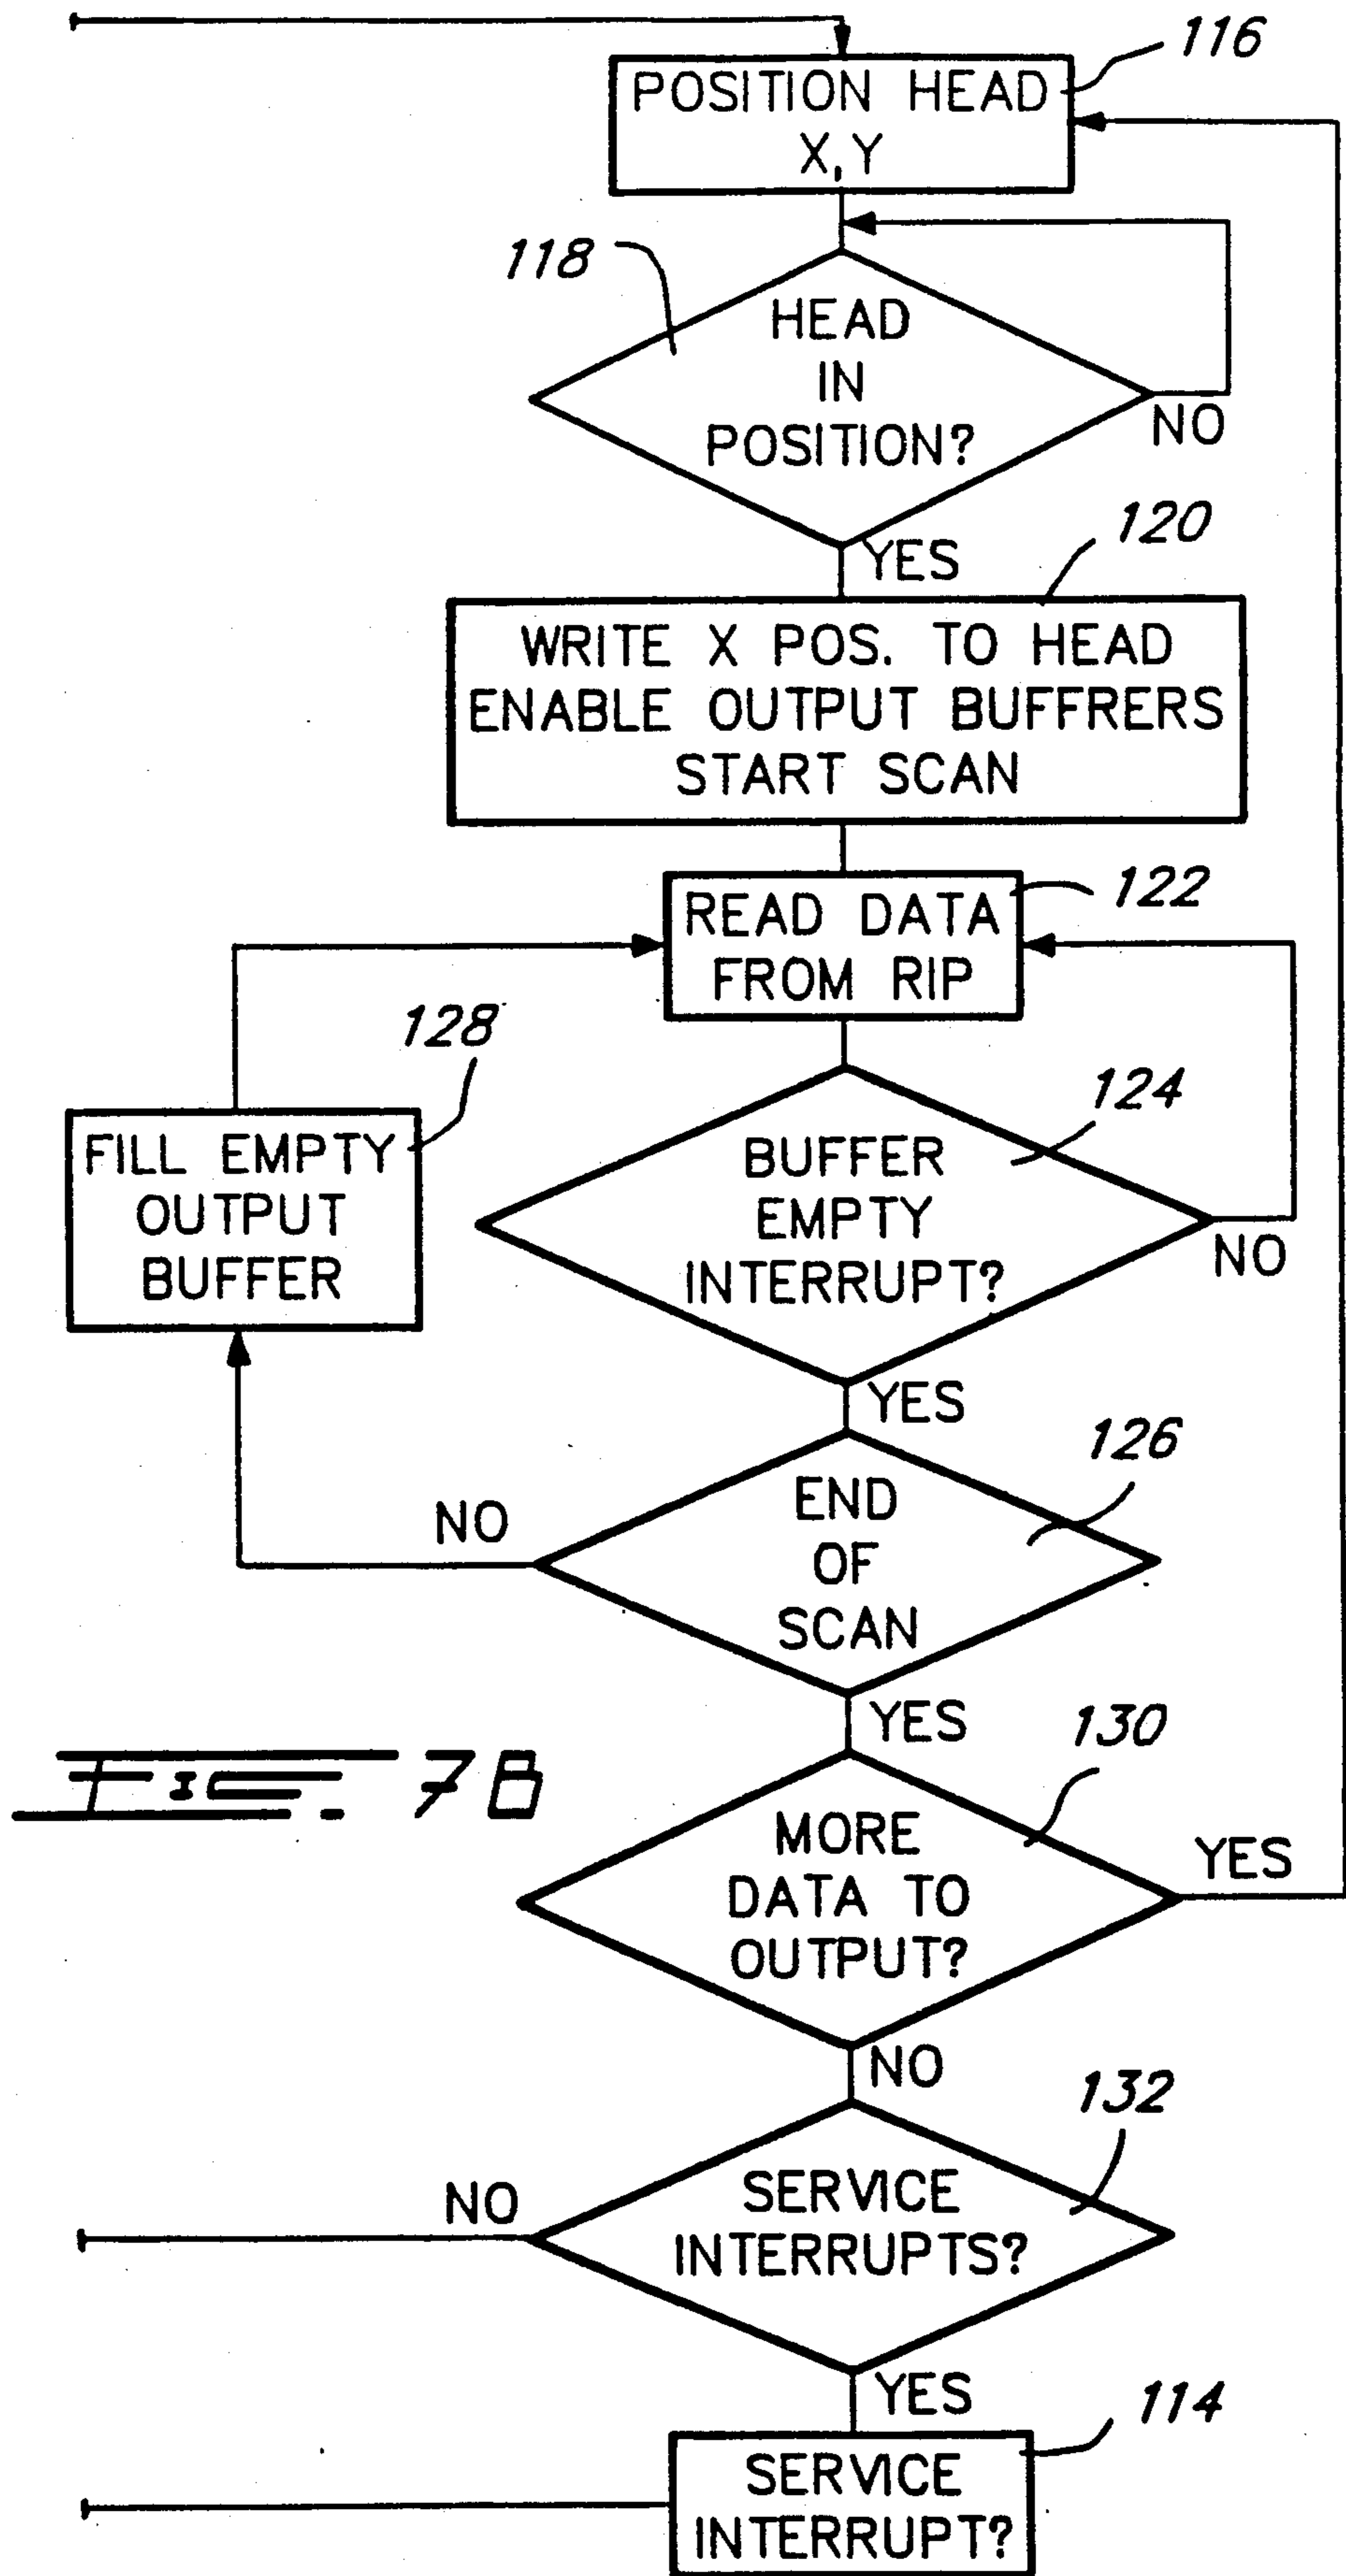 116
POSITION HEAD
X,Y
118
HEAD
IN
POSITION?
NO
YES
120
WRITE X POS. TO HEAD
ENABLE OUTPUT BUFFRERS
START SCAN
122
READ DATA
FROM RIP
128
FILL EMPTY
OUTPUT
BUFFER
124
BUFFER
EMPTY
INTERRUPT?
NO
YES
126
END
OF
SCAN
NO
YES
FIG. 7B
130
MORE
DATA TO
OUTPUT?
YES
NO
132
SERVICE
INTERRUPTS?
NO
YES
114
SERVICE
INTERRUPT?